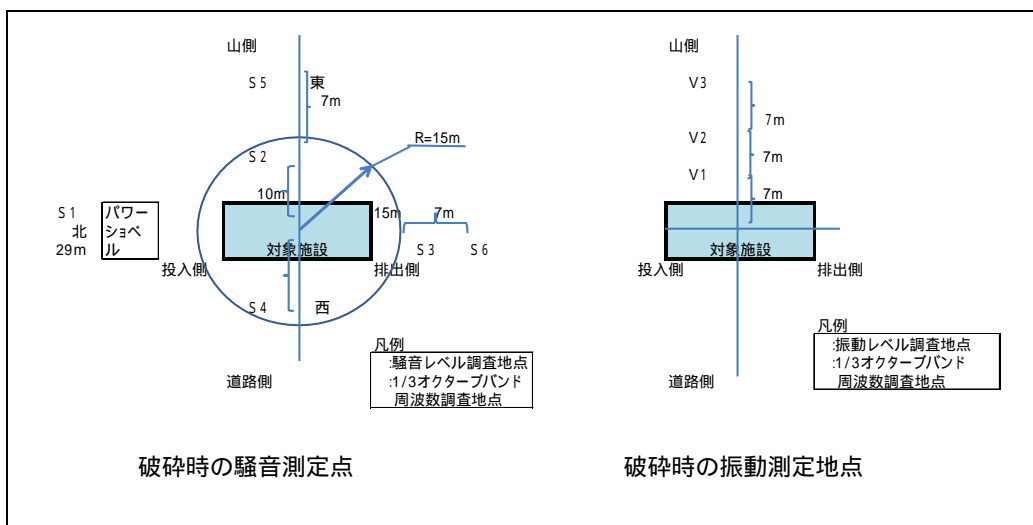 山側
S5
東
7m
S2
R=15m
10m
15m
7m
S1
北
29m
パワー
ショベ
ル
対象施設
S3
S6
投入側
排出側
S4
西
凡例
:騒音レベル調査地点
:1/3オクターブバンド
周波数調査地点
道路側
破砕時の騒音測定点
山側
V3
7m
V2
7m
V1
7m
対象施設
投入側
排出側
凡例
:振動レベル調査地点
:1/3オクターブバンド
周波数調査地点
道路側
破砕時の振動測定地点